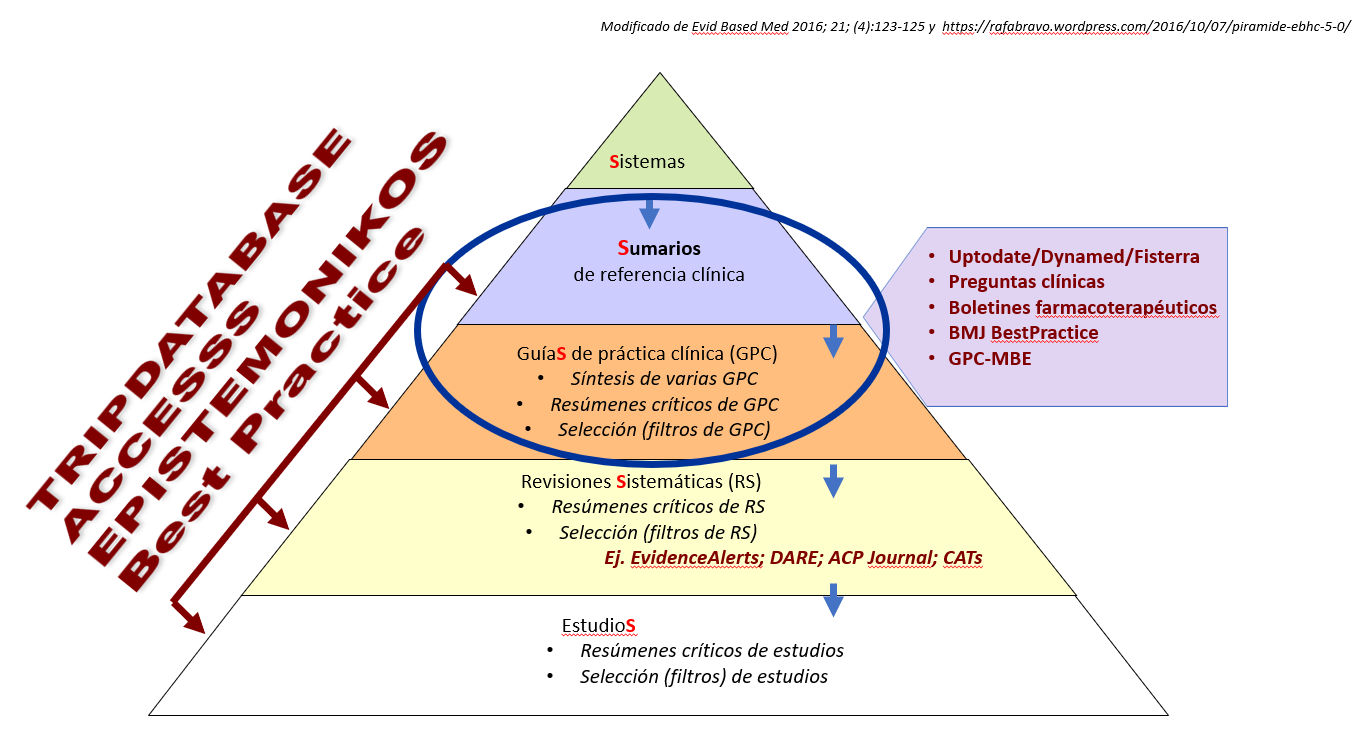 Modificado de Evid Based Med 2016; 21; (4):123-125 y https://rafabravo.wordpress.com/2016/10/07/piramide-ebhc-5-0/
TRIPDATABASE
ACCESS
EPISTEMONIKOS
Best Practice
Sistemas
Sumarios
de referencia clínica
• Uptodate/Dynamed/Fisterra
• Preguntas clínicas
• Boletines farmacoterapéuticos
• BMJ BestPractice
• GPC-MBE
GuíaS de práctica clínica (GPC)
• Síntesis de varias GPC
• Resúmenes críticos de GPC
• Selección (filtros de GPC)
Revisiones Sistemáticas (RS)
• Resúmenes críticos de RS
• Selección (filtros de RS)
Ej. EvidenceAlerts; DARE; ACP Journal; CATs
EstudioS
• Resúmenes críticos de estudios
• Selección (filtros) de estudios